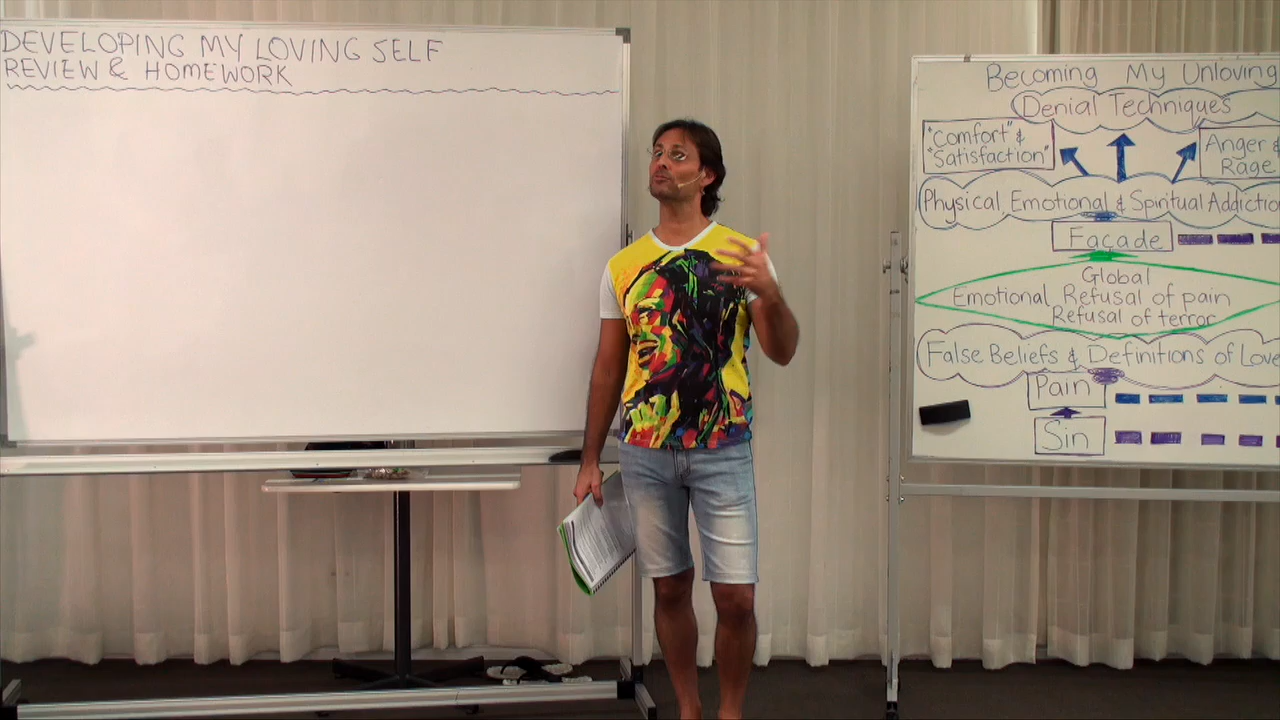 DEVELOPING MY LOVING SELF
REVIEW & HOMEWORK
Becoming My Unloving
Denial Techniques
"Comfort" &
"Satisfaction"
Anger &
Rage
Physical, Emotional & Spiritual Addictio
Façade
Global
Emotional Refusal of pain
Refusal of terror
False Beliefs & Definitions of Love
Pain
Sin